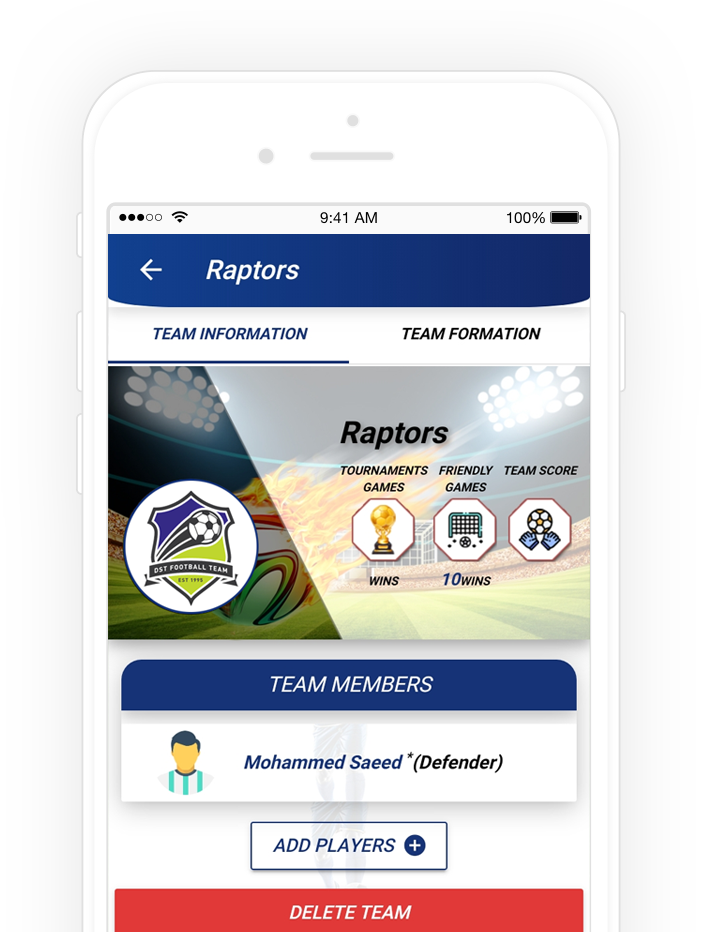 9:41 AM
100%
Raptors
TEAM INFORMATION
TEAM FORMATION
Raptors
TOURNAMENTS
GAMES
FRIENDLY
GAMES
TEAM SCORE
WINS
10WINS
DST FOOTBALL TEAM
EST 1995
TEAM MEMBERS
Mohammed Saeed *(Defender)
ADD PLAYERS
DELETE TEAM